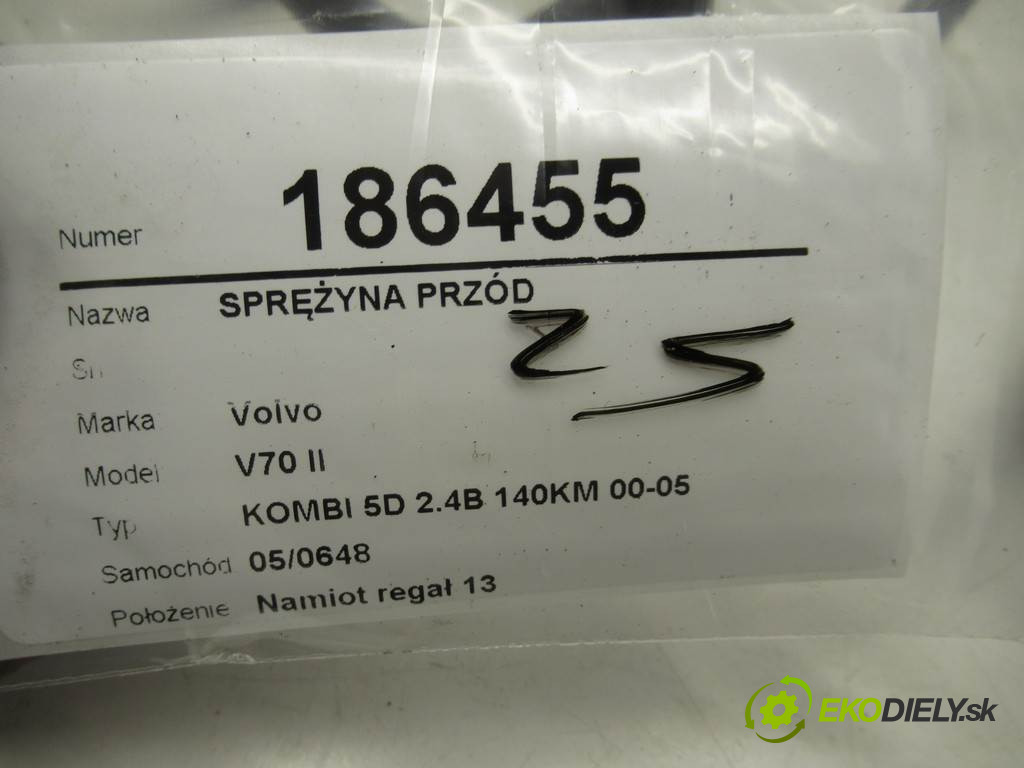 Numer 186455
Nazwa SPRĘŻYNA PRZÓD
Sn
Marka Volvo
Model V70 II
Typ KOMBI 5D 2.4B 140KM 00-05
Samochód 05/0648
Położenie Namiot regał 13
EKODIELY.sk